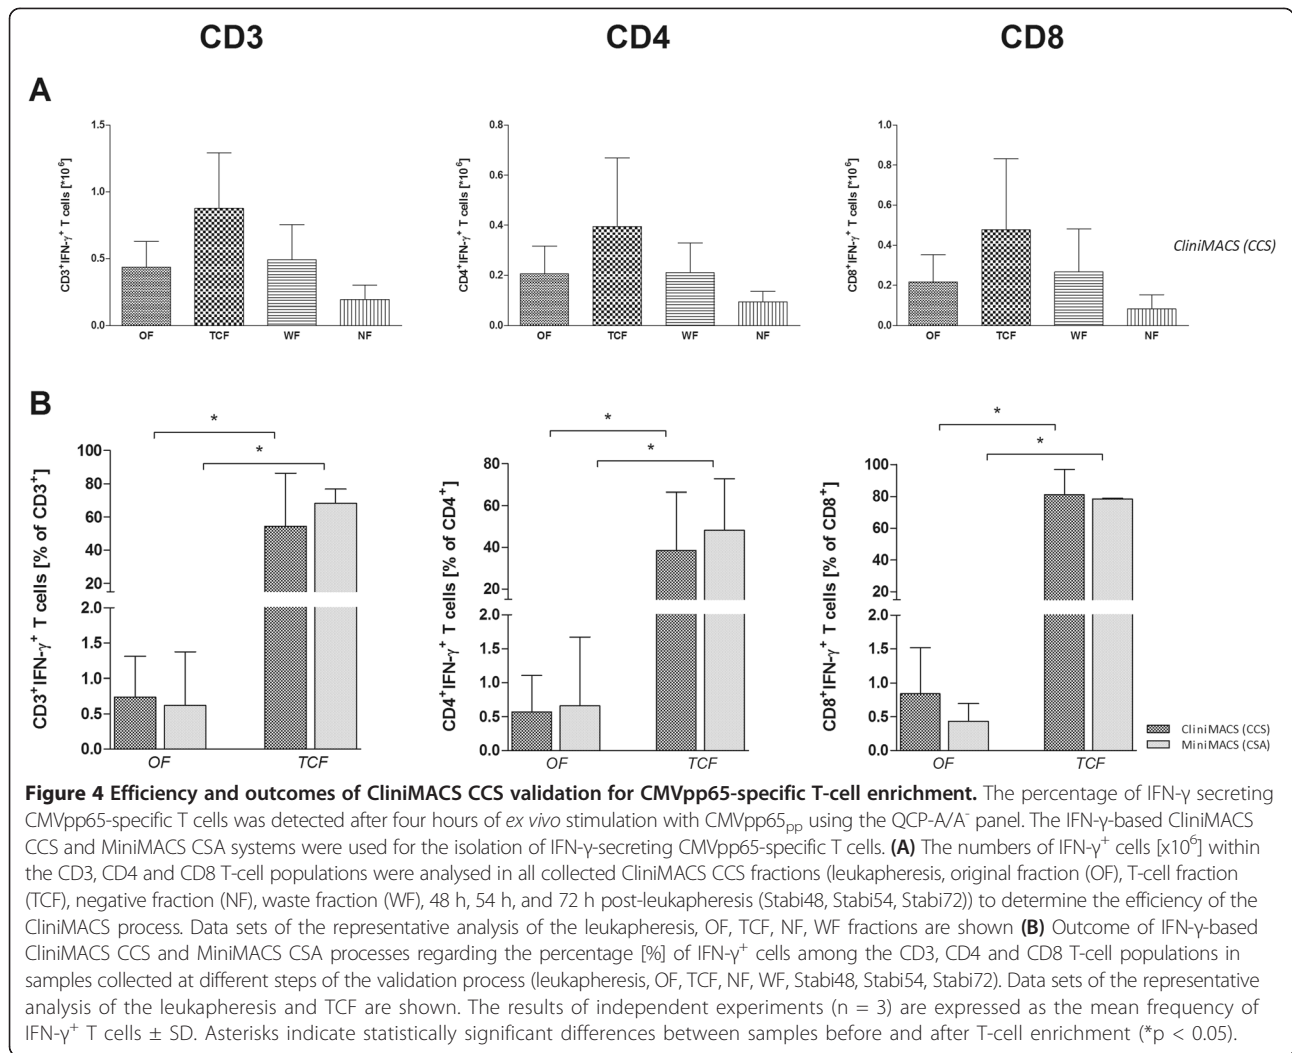 CD3 CD4 CD8
A
CD3⁺IFN-γ⁺ T cells [*10⁶]
1.5
1.0
0.5
0.0
OF TCF WF NF
CD4⁺IFN-γ⁺ T cells [*10⁶]
0.8
0.6
0.4
0.2
0.0
OF TCF WF NF
CD8⁺IFN-γ⁺ T cells [*10⁶]
1.0
0.8
0.6
0.4
0.2
0.0
OF TCF WF NF
CliniMACS (CCS)
B
CD3⁺IFN-γ⁺ T cells [% of CD3⁺]
* 
*
100
80
60
40
20
2.0
1.5
1.0
0.5
0.0
OF TCF
CD4⁺IFN-γ⁺ T cells [% of CD4⁺]
*
*
80
60
40
20
2.0
1.5
1.0
0.5
0.0
OF TCF
CD8⁺IFN-γ⁺ T cells [% of CD8⁺]
*
*
100
80
60
40
20
2.0
1.5
1.0
0.5
0.0
OF TCF
CliniMACS (CCS)
MiniMACS (CSA)
Figure 4 Efficiency and outcomes of CliniMACS CCS validation for CMVpp65-specific T-cell enrichment. The percentage of IFN-γ secreting
CMVpp65-specific T cells was detected after four hours of ex vivo stimulation with CMVpp65pp using the QCP-A/A⁻ panel. The IFN-γ-based CliniMACS
CCS and MiniMACS CSA systems were used for the isolation of IFN-γ-secreting CMVpp65-specific T cells. (A) The numbers of IFN-γ⁺ cells [x10⁶] within
the CD3, CD4 and CD8 T-cell populations were analysed in all collected CliniMACS CCS fractions (leukapheresis, original fraction (OF), T-cell fraction
(TCF), negative fraction (NF), waste fraction (WF), 48 h, 54 h, and 72 h post-leukapheresis (Stabi48, Stabi54, Stabi72)) to determine the efficiency of the
CliniMACS process. Data sets of the representative analysis of the leukapheresis, OF, TCF, NF, WF fractions are shown (B) Outcome of IFN-γ-based
CliniMACS CCS and MiniMACS CSA processes regarding the percentage [%] of IFN-γ⁺ cells among the CD3, CD4 and CD8 T-cell populations in
samples collected at different steps of the validation process (leukapheresis, OF, TCF, NF, WF, Stabi48, Stabi54, Stabi72). Data sets of the representative
analysis of the leukapheresis and TCF are shown. The results of independent experiments (n = 3) are expressed as the mean frequency of
IFN-γ⁺ T cells ± SD. Asterisks indicate statistically significant differences between samples before and after T-cell enrichment (*p < 0.05).